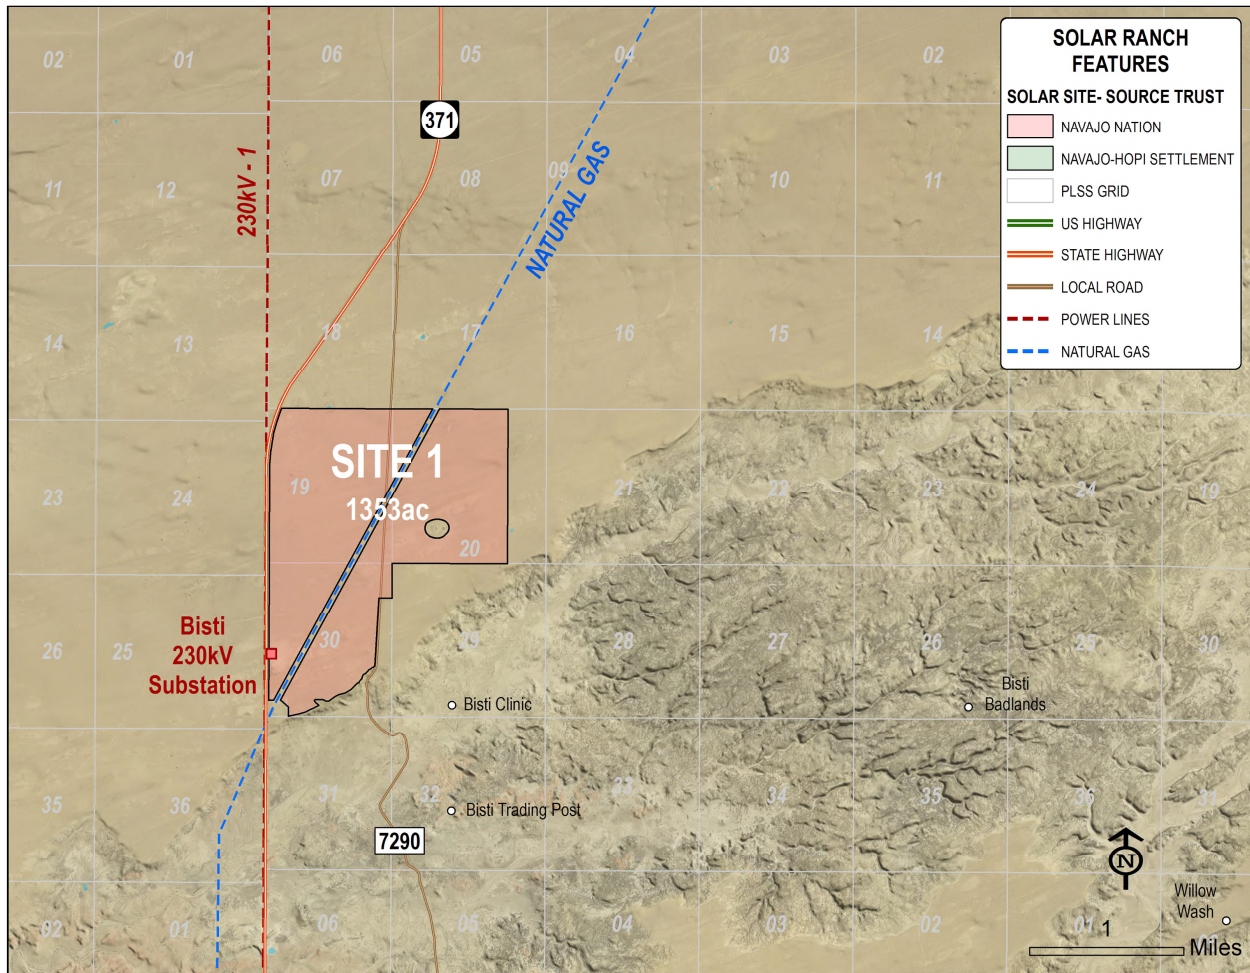 SOLAR RANCH
FEATURES
SOLAR SITE- SOURCE TRUST
NAVAJO NATION
NAVAJO-HOPI SETTLEMENT
PLSS GRID
US HIGHWAY
STATE HIGHWAY
LOCAL ROAD
POWER LINES
NATURAL GAS
02 01 06 05 04 03 02
371
230kV - 1
NATURAL GAS
11 12 07 08 09 10 11
14 13 18 17 16 15 14
SITE 1
1353ac
23 24 19 20 21 22 23 24 19
Bisti
230kV
Substation
26 25 30 29 28 27 26 25 30
Bisti Clinic
Bisti
Badlands
35 36 31 32 33 34 35 36 31
Bisti Trading Post
7290
N
Willow
Wash
02 01 06 05 04 03 02 01
1
Miles